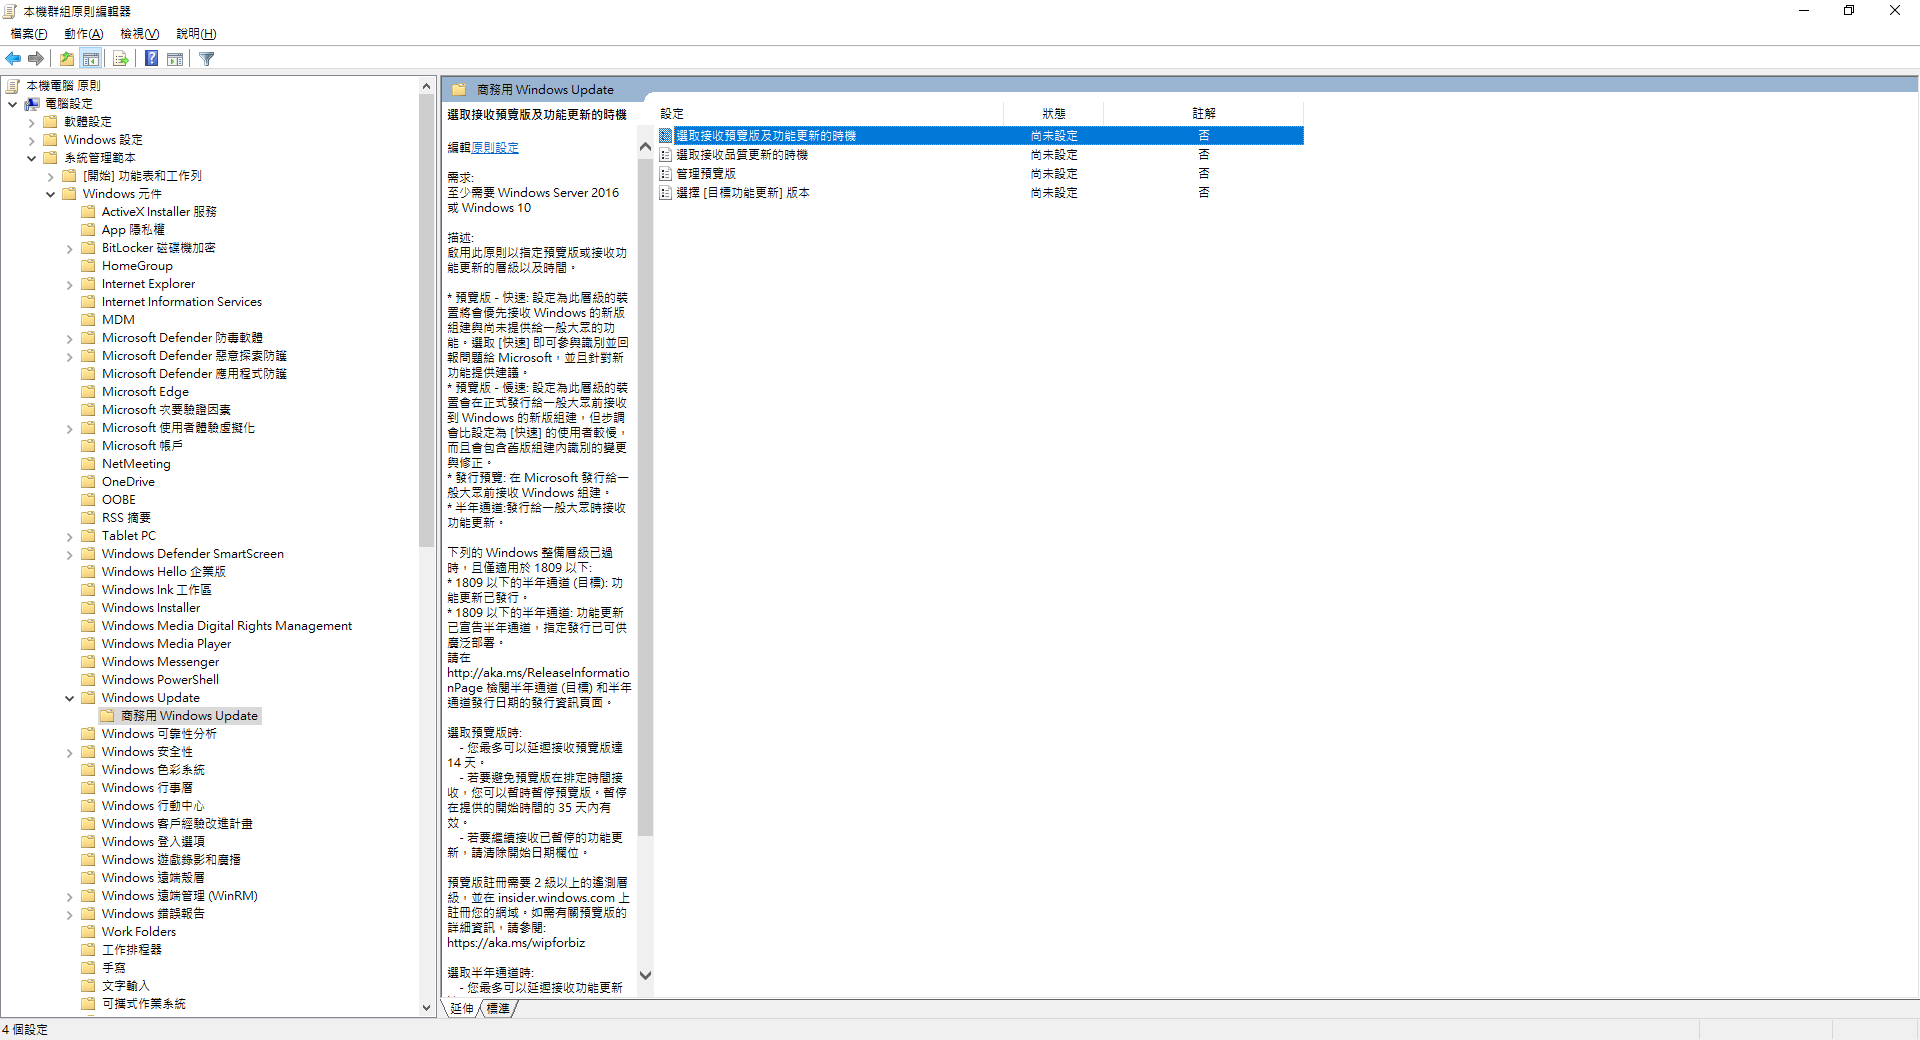 本機群組原則編輯器
檔案(F) 動作(A) 檢視(V) 說明(H)
本機電腦 原則
電腦設定
軟體設定
Windows 設定
系統管理範本
[開始] 功能表和工作列
Windows 元件
ActiveX Installer 服務
App 隱私權
BitLocker 磁碟機加密
HomeGroup
Internet Explorer
Internet Information Services
MDM
Microsoft Defender 防毒軟體
Microsoft Defender 惡意探索防護
Microsoft Defender 應用程式防護
Microsoft Edge
Microsoft 次要驗證因素
Microsoft 使用者體驗虛擬化
Microsoft 帳戶
NetMeeting
OneDrive
OOBE
RSS 摘要
Tablet PC
Windows Defender SmartScreen
Windows Hello 企業版
Windows Ink 工作區
Windows Installer
Windows Media Digital Rights Management
Windows Media Player
Windows Messenger
Windows PowerShell
Windows Update
商務用 Windows Update
Windows 可靠性分析
Windows 安全性
Windows 色彩系統
Windows 行事曆
Windows 行動中心
Windows 客戶經驗改進計畫
Windows 登入選項
Windows 遊戲錄影和廣播
Windows 遠端殼層
Windows 遠端管理 (WinRM)
Windows 錯誤報告
Work Folders
工作排程器
手寫
文字輸入
可攜式作業系統
商務用 Windows Update
選取接收預覽版及功能更新的時機
編輯原則設定
需求:
至少需要 Windows Server 2016
或 Windows 10
描述:
啟用此原則以指定預覽版或接收功
能更新的層級以及時間。
* 預覽版 - 快速: 設定為此層級的裝
置將會優先接收 Windows 的新版
組建與尚未提供給一般大眾的功
能。選取 [快速] 即可參與識別並回
報問題給 Microsoft，並且針對新
功能提供建議。
* 預覽版 - 慢速: 設定為此層級的裝
置會在正式發行給一般大眾前接收
到 Windows 的新版組建，但步調
會比設定為 [快速] 的使用者較慢，
而且會包含舊版組建內識別的變更
與修正。
* 發行預覽: 在 Microsoft 發行給一
般大眾前接收 Windows 組建。
* 半年通道:發行給一般大眾時接收
功能更新。
下列的 Windows 整備層級已過
時，且僅適用於 1809 以下:
* 1809 以下的半年通道 (目標): 功
能更新已發行。
* 1809 以下的半年通道: 功能更新
已宣告半年通道，指定發行已可供
廣泛部署。
請在
http://aka.ms/ReleaseInformatio
nPage 檢閱半年通道 (目標) 和半年
通道發行日期的發行資訊頁面。
選取預覽版時:
- 您最多可以延遲接收預覽版達
14 天。
- 若要避免預覽版在排定時間接
收，您可以暫時暫停預覽版。暫停
在提供的開始時間的 35 天內有
效。
- 若要繼續接收已暫停的功能更
新，請清除開始日期欄位。
預覽版註冊需要 2 級以上的遙測層
級，並在 insider.windows.com 上
註冊您的網域。如需有關預覽版的
詳細資訊，請參閱:
https://aka.ms/wipforbiz
選取半年通道時:
- 您最多可以延遲接收功能更新
設定 狀態 註解
選取接收預覽版及功能更新的時機 尚未設定 否
選取接收品質更新的時機 尚未設定 否
管理預覽版 尚未設定 否
選擇 [目標功能更新] 版本 尚未設定 否
延伸 標準
4 個設定